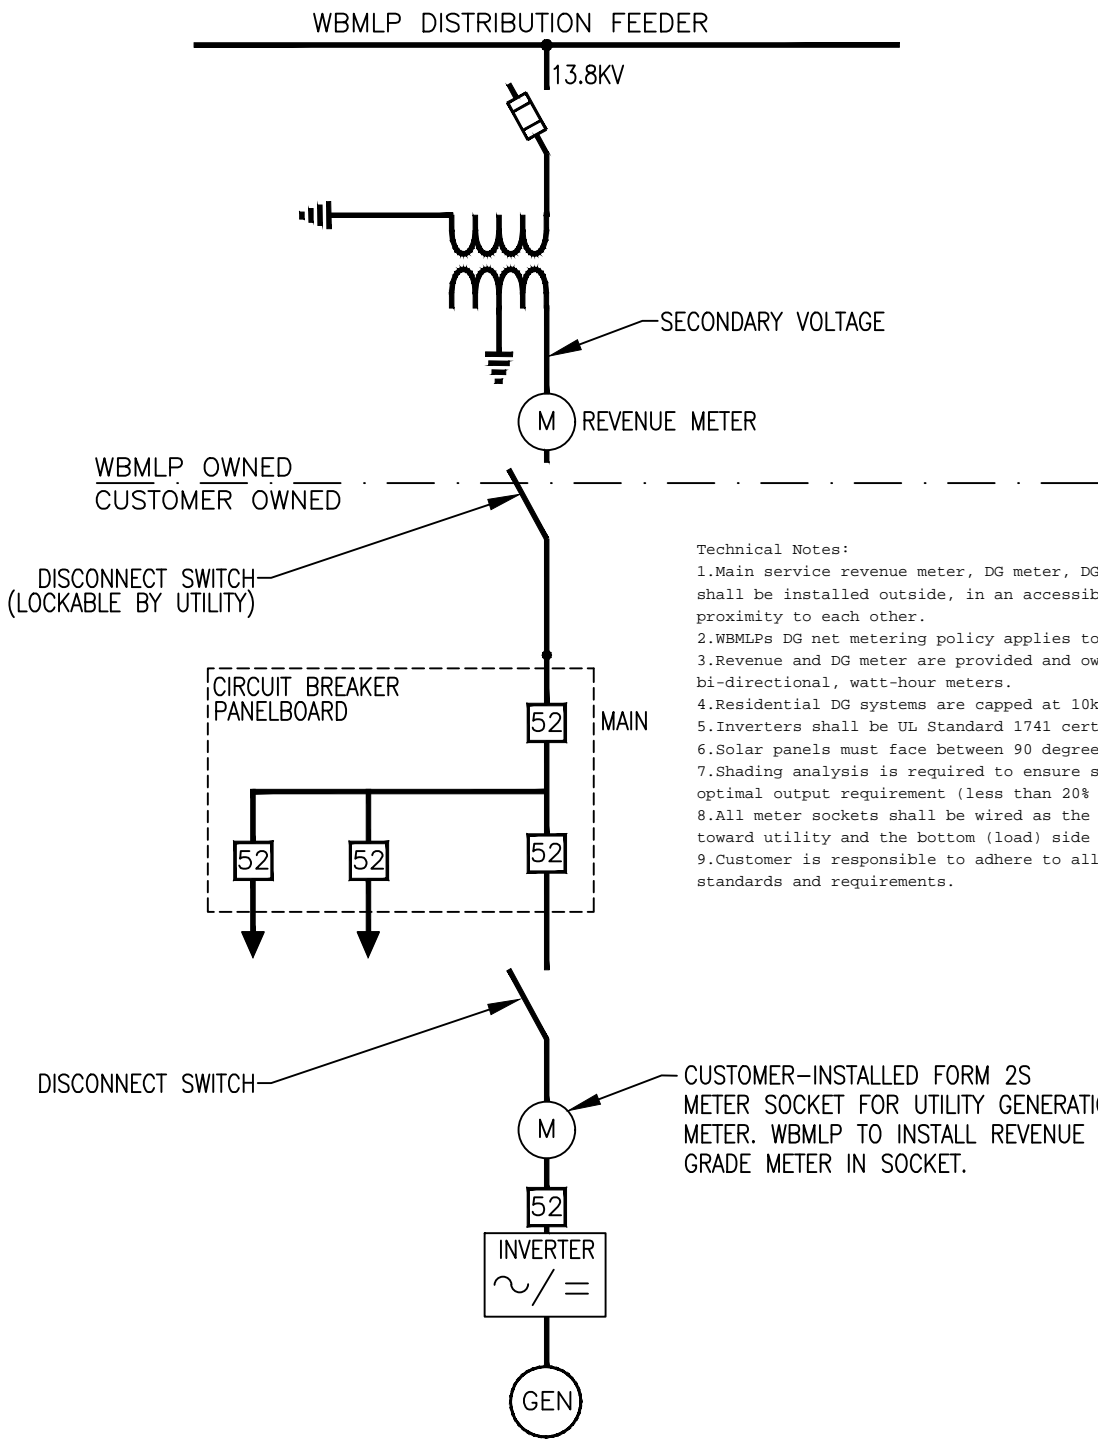 WBMLP DISTRIBUTION FEEDER
13.8KV
SECONDARY VOLTAGE
M
REVENUE METER
WBMLP OWNED
CUSTOMER OWNED
DISCONNECT SWITCH
(LOCKABLE BY UTILITY)
Technical Notes:
1.Main service revenue meter, DG meter, DG
shall be installed outside, in an
proximity to each other.
2.WBMLPs DG net metering policy applies to
3.Revenue and DG meter are provided and
bi-directional, watt-hour meters.
4.Residential DG systems are capped at
5.Inverters shall be UL Standard 1741
6.Solar panels must face between 90
7.Shading analysis is required to ensure
optimal output requirement (less than 20%
8.All meter sockets shall be wired as the
toward utility and the bottom (load) side
9.Customer is responsible to adhere to all
standards and requirements.
CIRCUIT BREAKER
PANELBOARD
52
MAIN
52
52
52
DISCONNECT SWITCH
CUSTOMER-INSTALLED FORM 2S
METER SOCKET FOR UTILITY
METER. WBMLP TO INSTALL REVENUE
GRADE METER IN SOCKET.
M
52
INVERTER
GEN